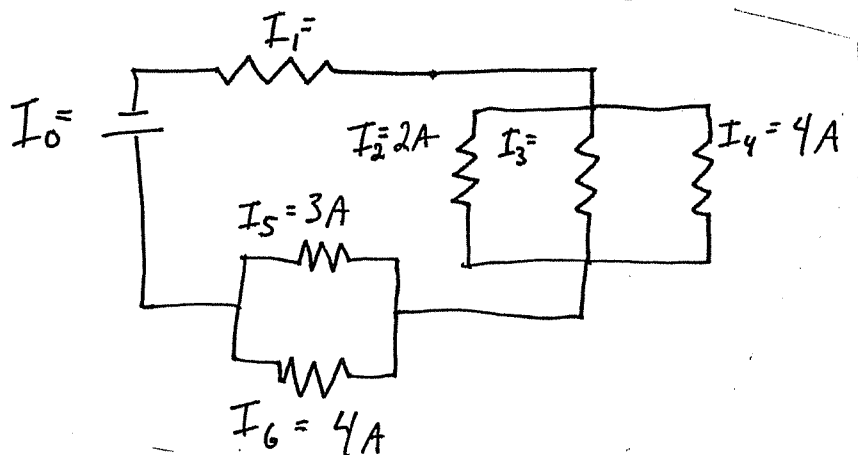 I₁=
I₀=
I₂=2A
I₃=
I₄=4A
I₅=3A
I₆=4A